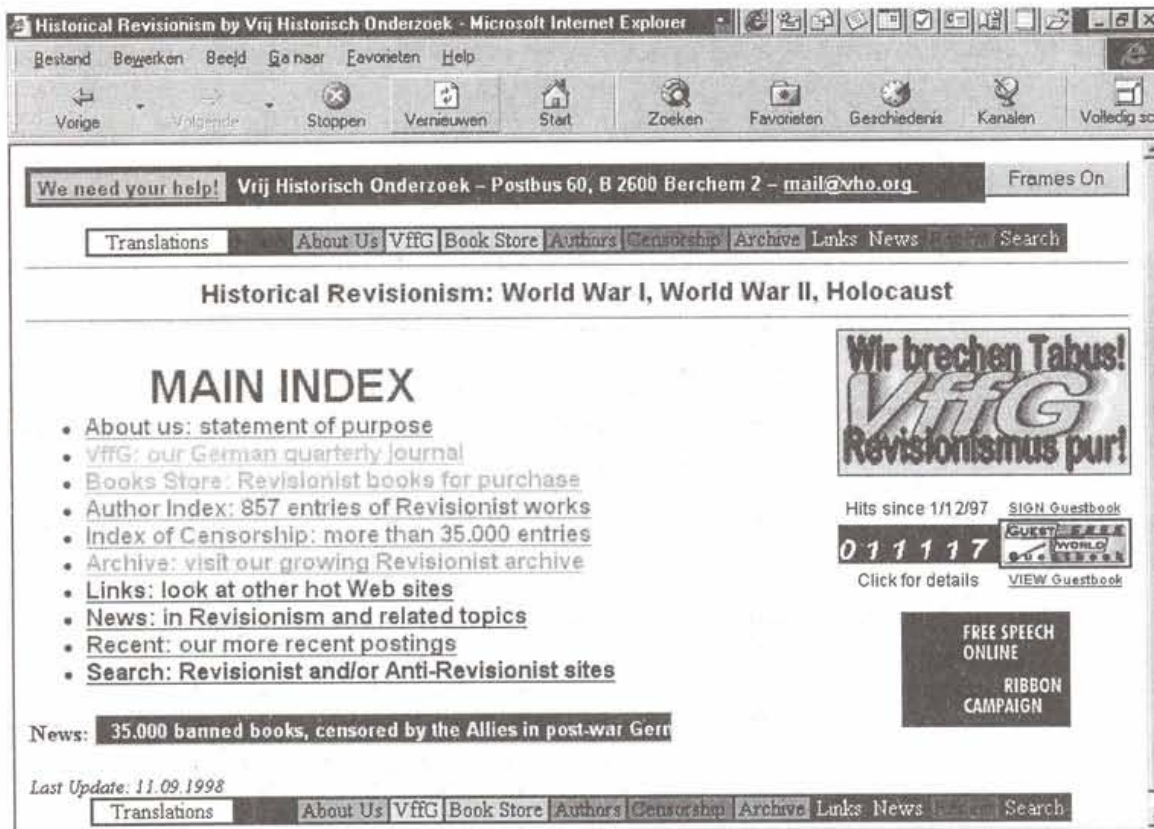 Historical Revisionism by Vrij Historisch Onderzoek - Microsoft Internet Explorer
Bestand Bewerken Beeld Ga naar Favorieten Help
Vorige Volgende Stoppen Vernieuwen Start Zoeken Favorieten Geschiedenis Kanalen Volledig sc
We need your help! Vrij Historisch Onderzoek – Postbus 60, B 2600 Berchem 2 – mail@vho.org Frames On
Translations About Us VffG Book Store Authors Censorship Archive Links News Recent Search
Historical Revisionism: World War I, World War II, Holocaust
Wir brechen Tabus!
VffG
Revisionismus pur!
MAIN INDEX
• About us: statement of purpose
• VffG: our German quarterly journal
• Books Store: Revisionist books for purchase
• Author Index: 857 entries of Revisionist works
• Index of Censorship: more than 35.000 entries
• Archive: visit our growing Revisionist archive
• Links: look at other hot Web sites
• News: in Revisionism and related topics
• Recent: our more recent postings
• Search: Revisionist and/or Anti-Revisionist sites
Hits since 1/12/97 SIGN Guestbook
011117 GUEST WORLD
Click for details VIEW Guestbook
FREE SPEECH
ONLINE
RIBBON
CAMPAIGN
News: 35.000 banned books, censored by the Allies in post-war Gern
Last Update: 11.09.1998
Translations About Us VffG Book Store Authors Censorship Archive Links News Recent Search